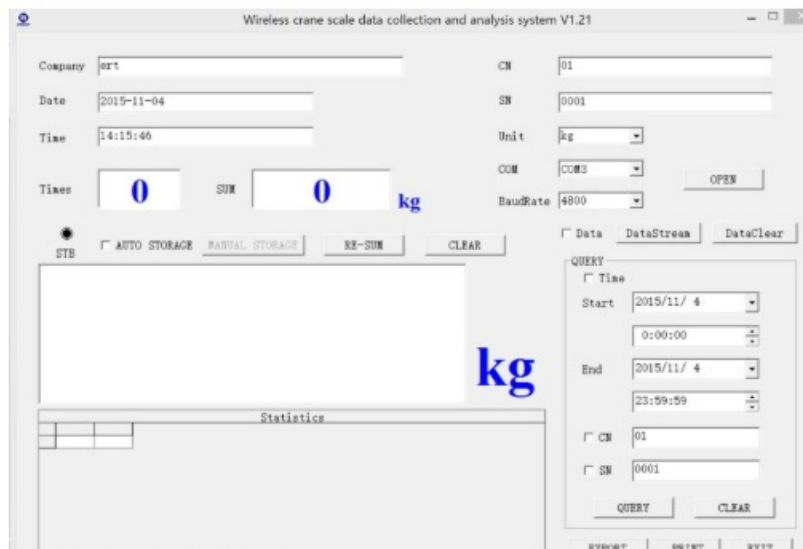 Wireless crane scale data collection and analysis system V1.21
Company ert
CN 01
Date 2015-11-04
SN 0001
Time 14:15:46
Unit kg
COM COM3
OPEN
Times 0 SUM 0 kg
BaudRate 4800
STB
AUTO STORAGE MANUAL STORAGE RE-SUM CLEAR
Data DataStream DataClear
QUERY
Time
Start 2015/11/ 4
0:00:00
kg
End 2015/11/ 4
23:59:59
Statistics
CN 01
SN 0001
QUERY CLEAR
EXPORT PRINT EXIT